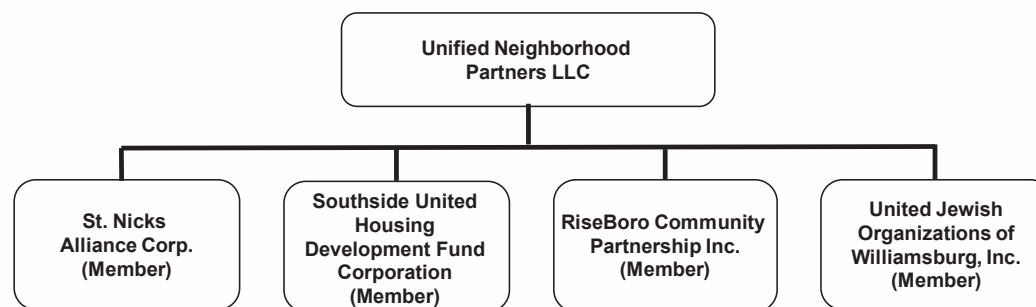 Unified Neighborhood
Partners LLC
St. Nicks
Alliance Corp.
(Member)
Southside United
Housing
Development Fund
Corporation
(Member)
RiseBoro Community
Partnership Inc.
(Member)
United Jewish
Organizations of
Williamsburg, Inc.
(Member)